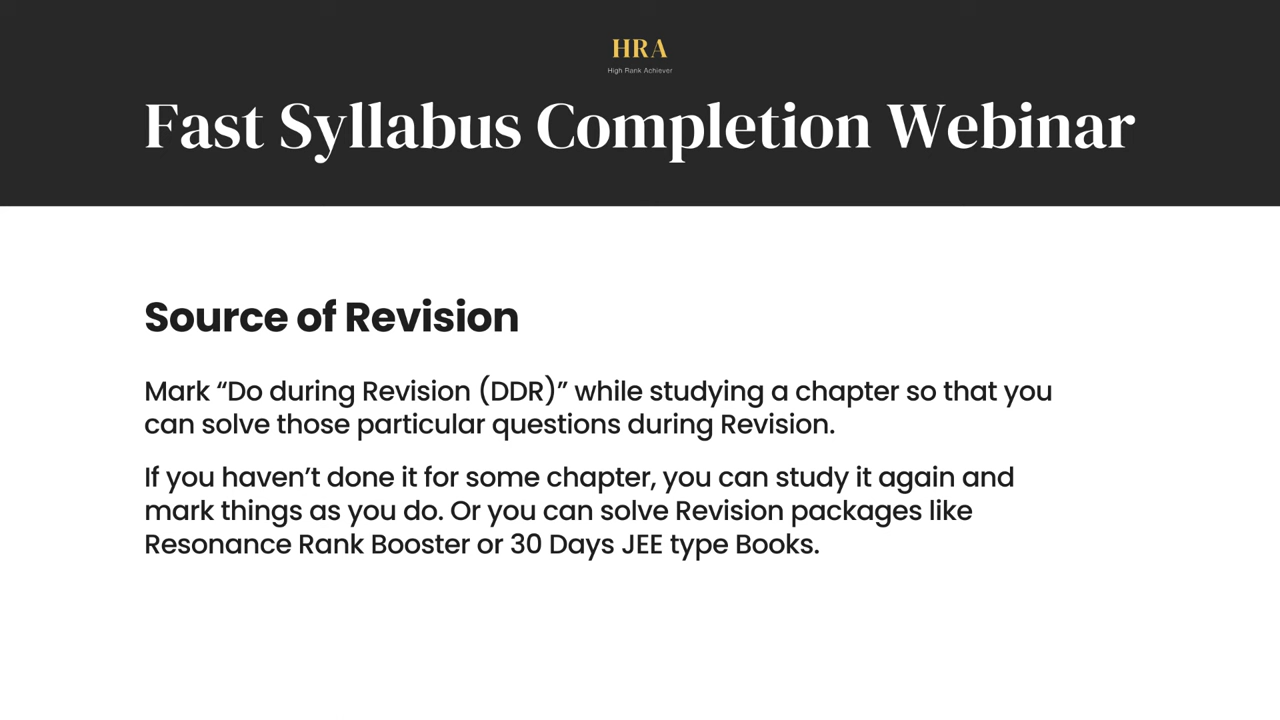 HRA
High Rank Achiever
Fast Syllabus Completion Webinar
Source of Revision
Mark “Do during Revision (DDR)” while studying a chapter so that you
can solve those particular questions during Revision.
If you haven’t done it for some chapter, you can study it again and
mark things as you do. Or you can solve Revision packages like
Resonance Rank Booster or 30 Days JEE type Books.